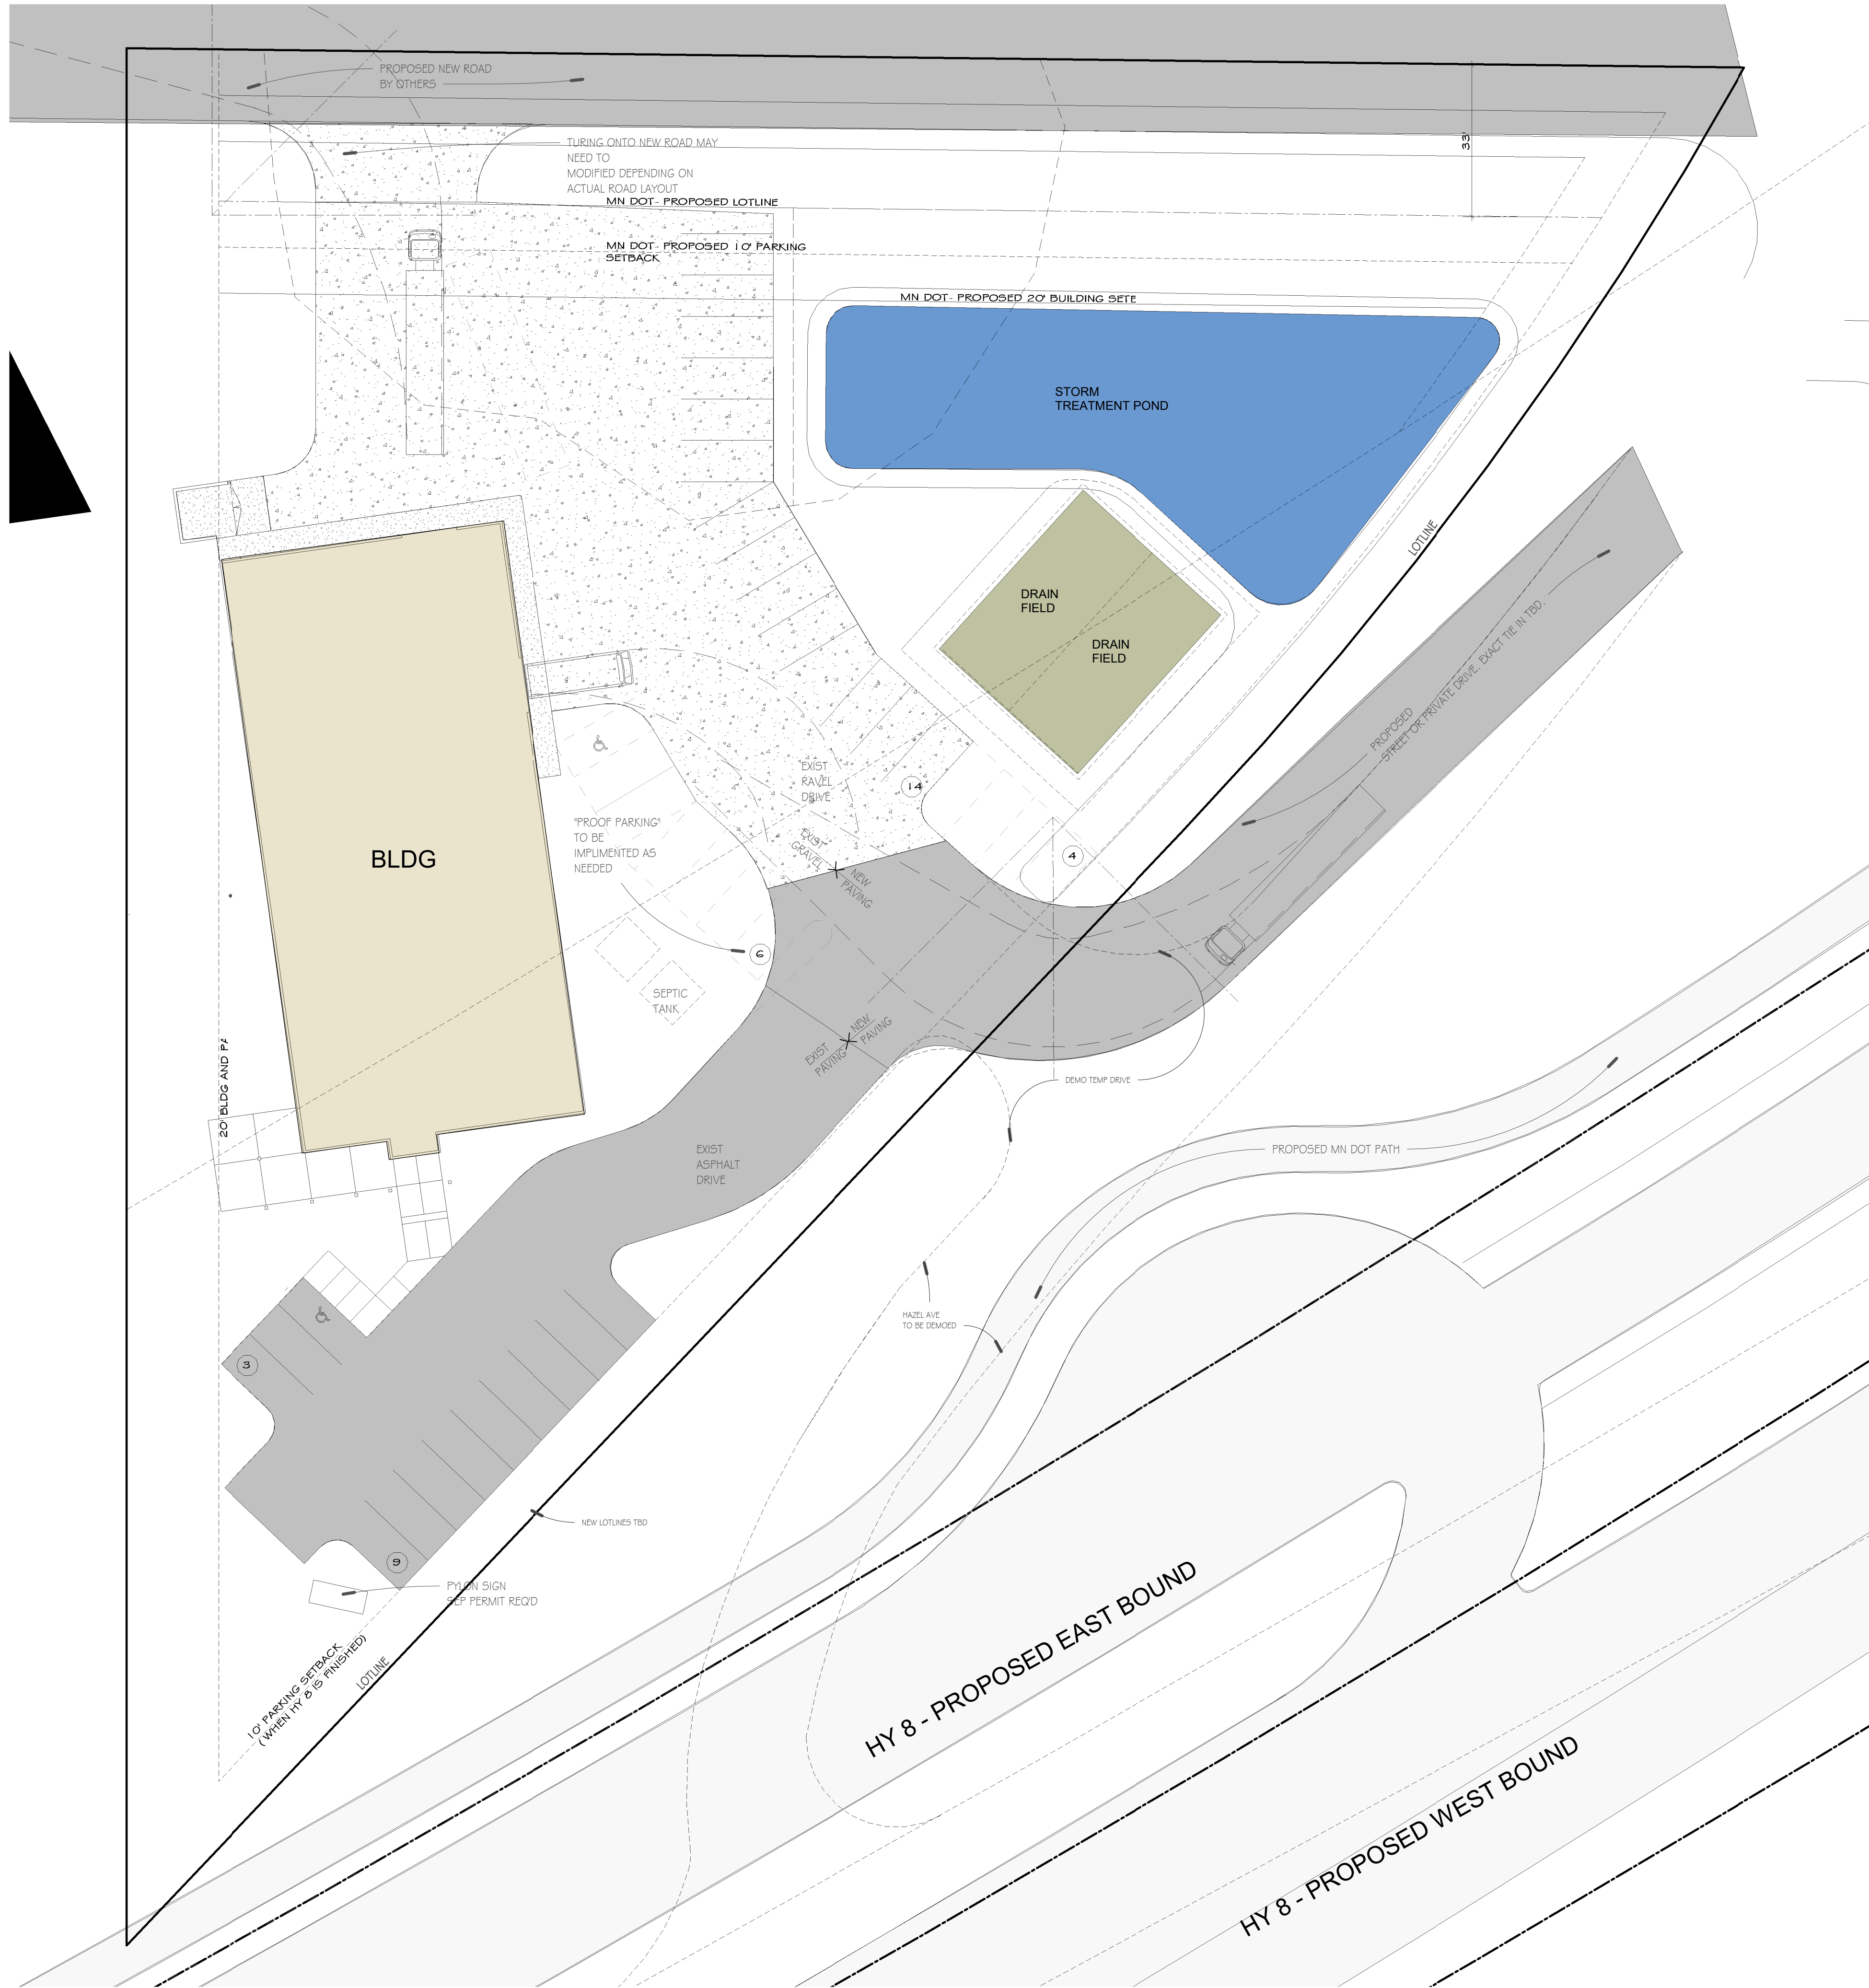 PROPOSED NEW ROAD
BY OTHERS
TURING ONTO NEW ROAD MAY
NEED TO
MODIFIED DEPENDING ON
ACTUAL ROAD LAYOUT
33'
MN DOT- PROPOSED LOTLINE
MN DOT- PROPOSED 10' PARKING
SETBACK
MN DOT- PROPOSED 20' BUILDING SETE
STORM
TREATMENT POND
LOTLINE
DRAIN
FIELD
DRAIN
FIELD
PROPOSED
STREET OR PRIVATE DRIVE. EXACT TIE IN TBD.
EXIST
RAVEL
DRIVE
14
"PROOF PARKING"
TO BE
IMPLIMENTED AS
NEEDED
EXIST
GRAVEL
NEW
PAVING
4
BLDG
6
SEPTIC
TANK
EXIST
PAVING
NEW
PAVING
DEMO TEMP DRIVE
20' BLDG AND PA
EXIST
ASPHALT
DRIVE
PROPOSED MN DOT PATH
HAZEL AVE
TO BE DEMOED
3
9
NEW LOTLINES TBD
PYLON SIGN
SEP PERMIT REQ'D
10' PARKING SETBACK
(WHEN HY 8 IS FINISHED)
LOTLINE
HY 8 - PROPOSED EAST BOUND
HY 8 - PROPOSED WEST BOUND